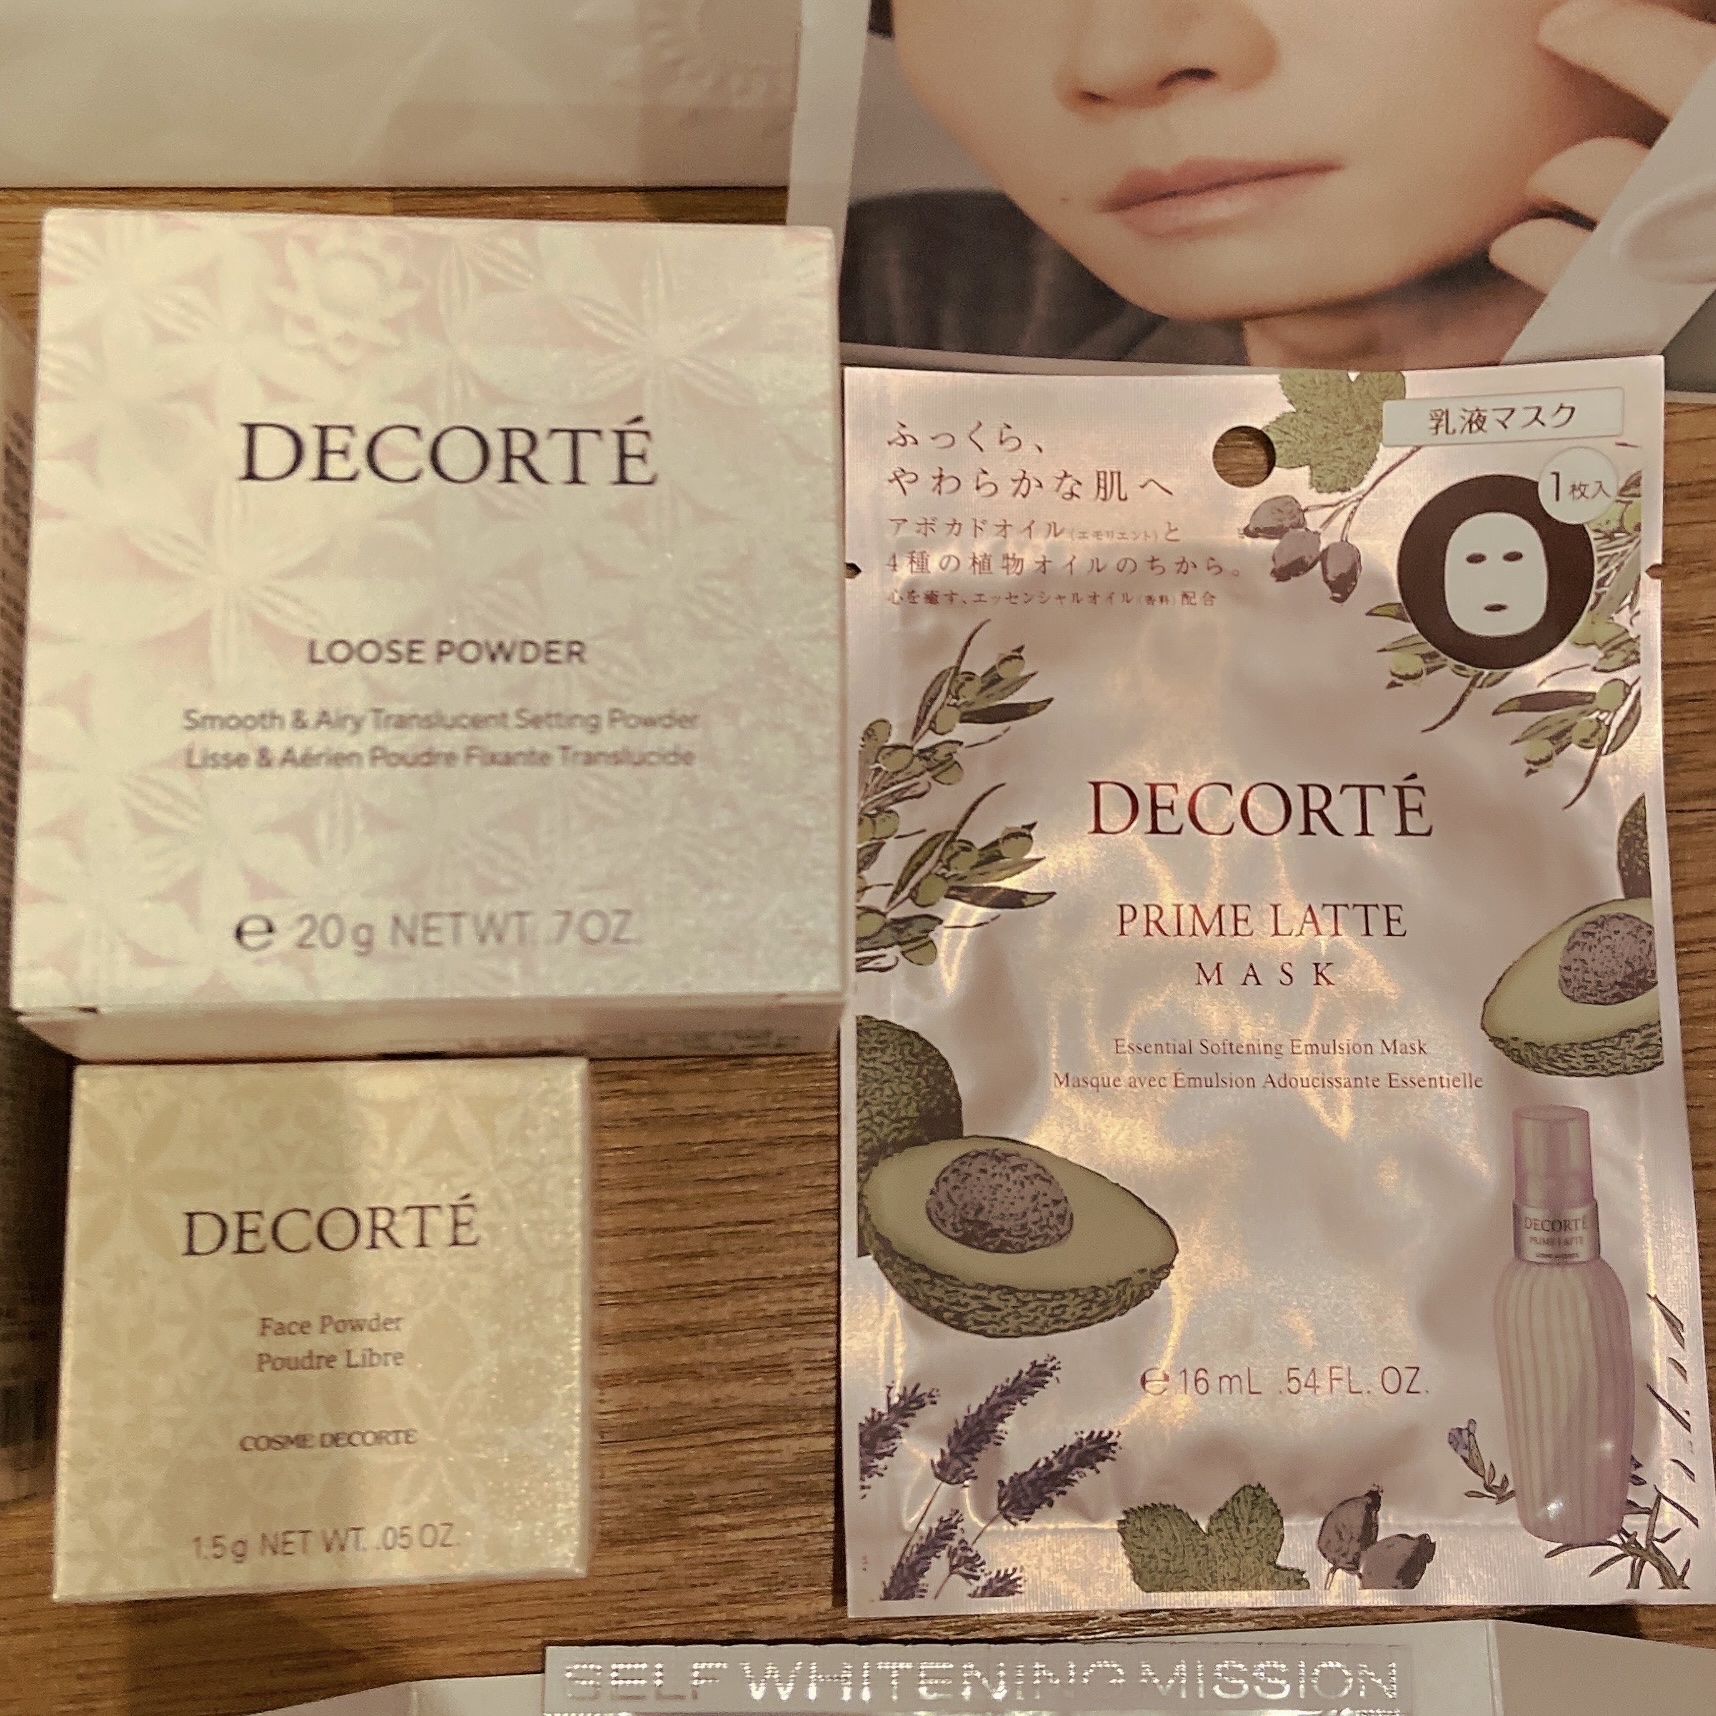 DECORTÉ
LOOSE POWDER
Smooth & Airy Translucent Setting Powder
Lisse & Aérien Poudre Fixante Translucide
e 20g NET WT. .7 OZ.
DECORTÉ
Face Powder
Poudre Libre
COSME DECORTE
1.5g NET WT. .05 OZ.
乳液マスク
1枚入
ふっくら、
やわらかな肌へ
アボカドオイル(エモリエント)と
4種の植物オイルのちから。
心を癒す、エッセンシャルオイル(香料)配合
DECORTÉ
PRIME LATTE
MASK
Essential Softening Emulsion Mask
Masque avec Émulsion Adoucissante Essentielle
DECORTÉ
PRIME LATTE
e 16mL .54 FL. OZ.
SELF WHITENING MISSION